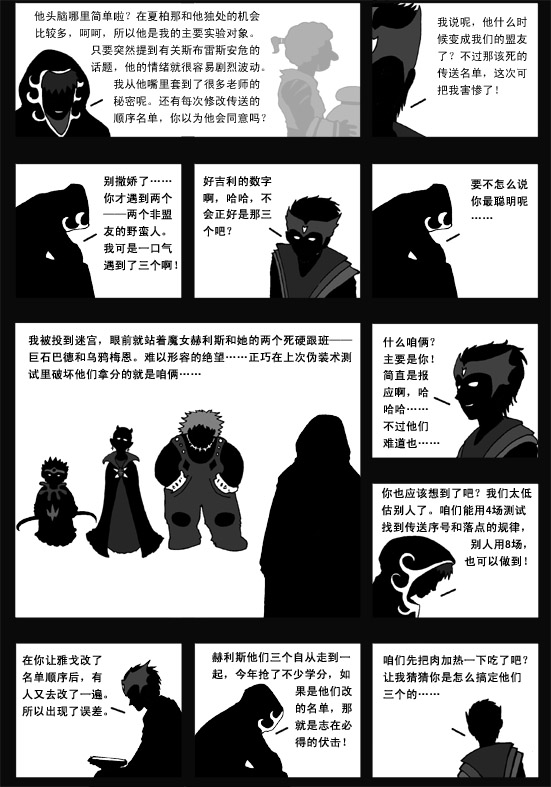 他头脑哪里简单啦？在夏柏那和他独处的机会
比较多，呵呵，所以他是我的主要实验对象。
只要突然提到有关斯布雷斯安危的
话题，他的情绪就很容易剧烈波动。
我从他嘴里套到了很多老师的
秘密呢。还有每次修改传送的
顺序名单，你以为他会同意吗？
我说呢，他什么时
候变成我们的盟友
了？不过那该死的
传送名单，这次可
把我害惨了！
别撒娇了……
你才遇到两个
——两个非盟
友的野蛮人。
我可是一口气
遇到了三个啊！
好吉利的数字
啊，哈哈，不
会正好是那三
个吧？
要不怎么说
你最聪明呢
……
我被投到迷宫，眼前就站着魔女赫利斯和她的两个死硬跟班——
巨石巴德和乌鸦梅恩。难以形容的绝望……正巧在上次伪装术测
试里破坏他们拿分的就是咱俩……
什么咱俩？
主要是你！
简直是报
应啊，哈
哈哈……
不过他们
难道也……
你也应该想到了吧？我们太低
估别人了。咱们能用4场测试
找到传送序号和落点的规律，
别人用8场，
也可以做到！
在你让雅戈改了
名单顺序后，有
人又去改了一遍。
所以出现了误差。
赫利斯他们三个自从走到一
起，今年抢了不少学分，如
果是他们改
的名单，那
就是志在必
得的伏击！
咱们先把肉加热一下吃了吧？
让我猜猜你是怎么搞定他们
三个的……